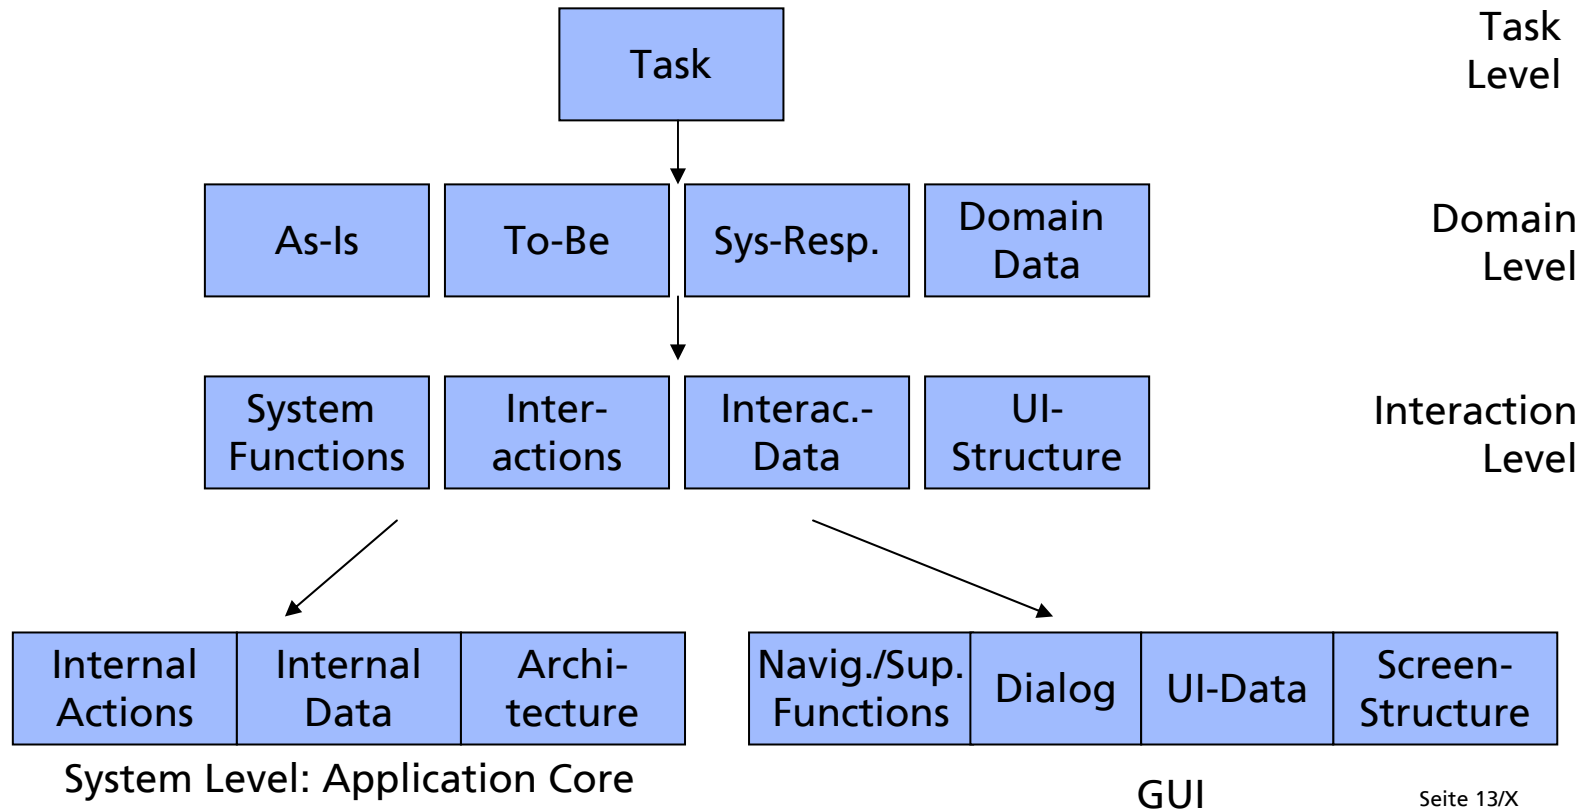 Task
Task
Level
As-Is
To-Be
Sys-Resp.
Domain
Data
Domain
Level
System
Functions
Inter-
actions
Interac.-
Data
UI-
Structure
Interaction
Level
Internal
Actions
Internal
Data
Archi-
tecture
Navig./Sup.
Functions
Dialog
UI-Data
Screen-
Structure
System Level: Application Core
GUI
Seite 13/X